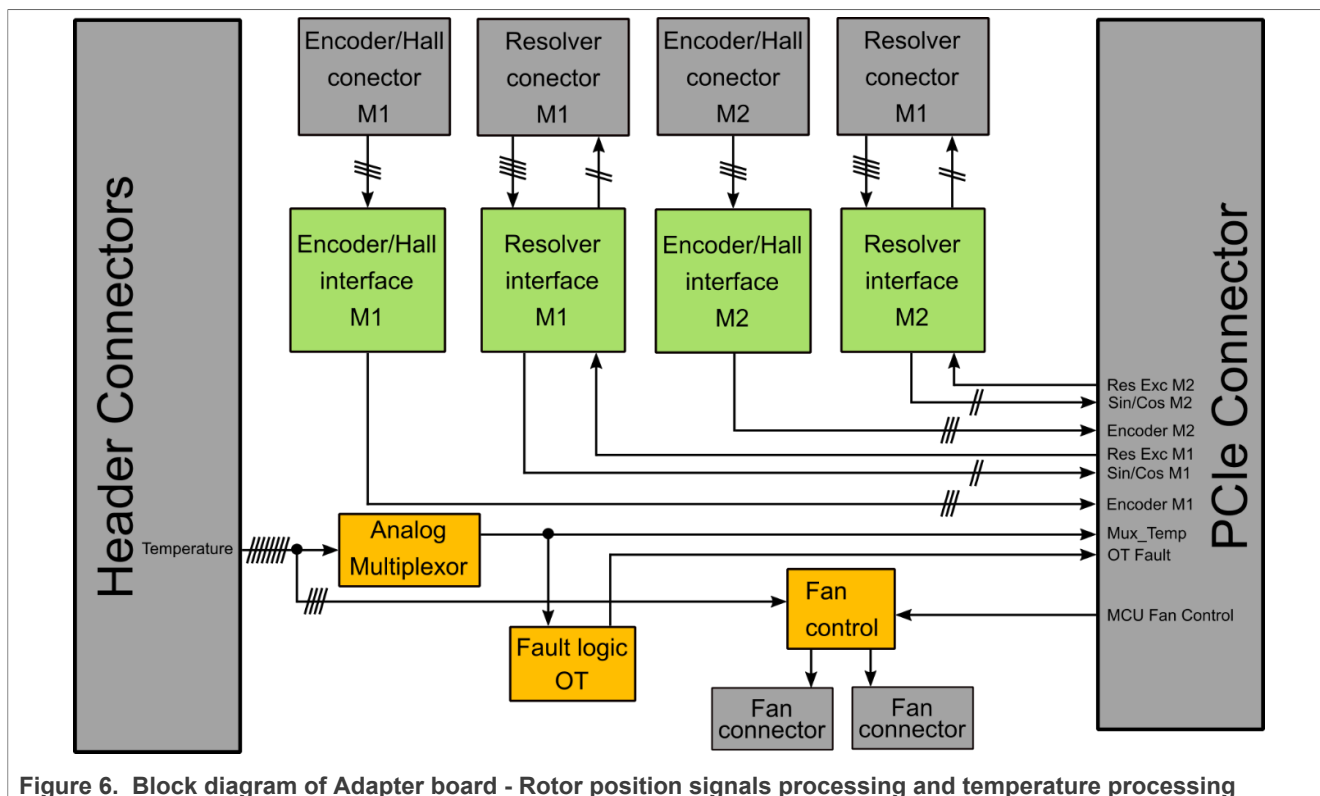 Encoder/Hall
conector
M1
Resolver
conector
M1
Encoder/Hall
conector
M2
Resolver
conector
M1
Header Connectors
PCIe Connector
Encoder/Hall
interface
M1
Resolver
interface
M1
Encoder/Hall
interface
M2
Resolver
interface
M2
Res Exc M2
Sin/Cos M2
Encoder M2
Res Exc M1
Sin/Cos M1
Encoder M1
Mux_Temp
OT Fault
MCU Fan Control
Temperature
Analog
Multiplexor
Fault logic
OT
Fan
control
Fan
connector
Fan
connector
Figure 6. Block diagram of Adapter board - Rotor position signals processing and temperature processing